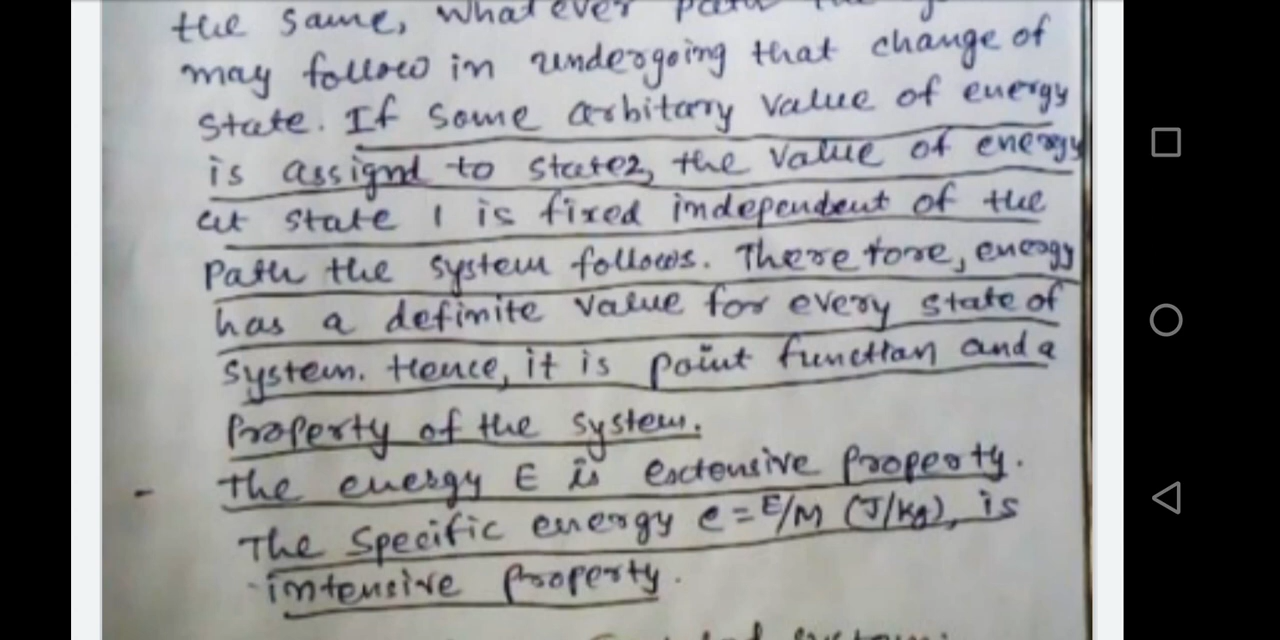 the same, whatever path the
may follow in undergoing that change of
state. If some arbitary value of energy
is assignd to state2, the value of energy
at state 1 is fixed independent of the
path the system follows. Therefore, energy
has a definite value for every state of
system. Hence, it is point function and a
property of the system.
- the energy E is extensive property.
The specific energy e = E/M (J/kg), is
intensive property.
system: